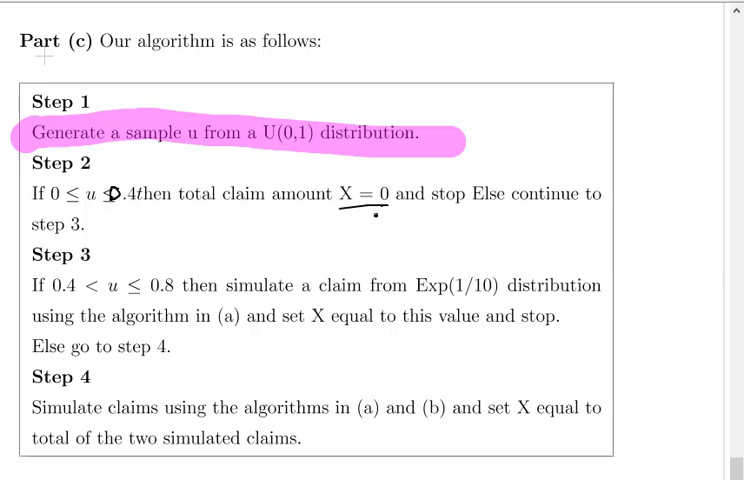 Part (c) Our algorithm is as follows:
Step 1
Generate a sample u from a U(0,1) distribution.
Step 2
If 0 ≤ u ≤ 0.4then total claim amount X = 0 and stop Else continue to
step 3.
Step 3
If 0.4 < u ≤ 0.8 then simulate a claim from Exp(1/10) distribution
using the algorithm in (a) and set X equal to this value and stop.
Else go to step 4.
Step 4
Simulate claims using the algorithms in (a) and (b) and set X equal to
total of the two simulated claims.